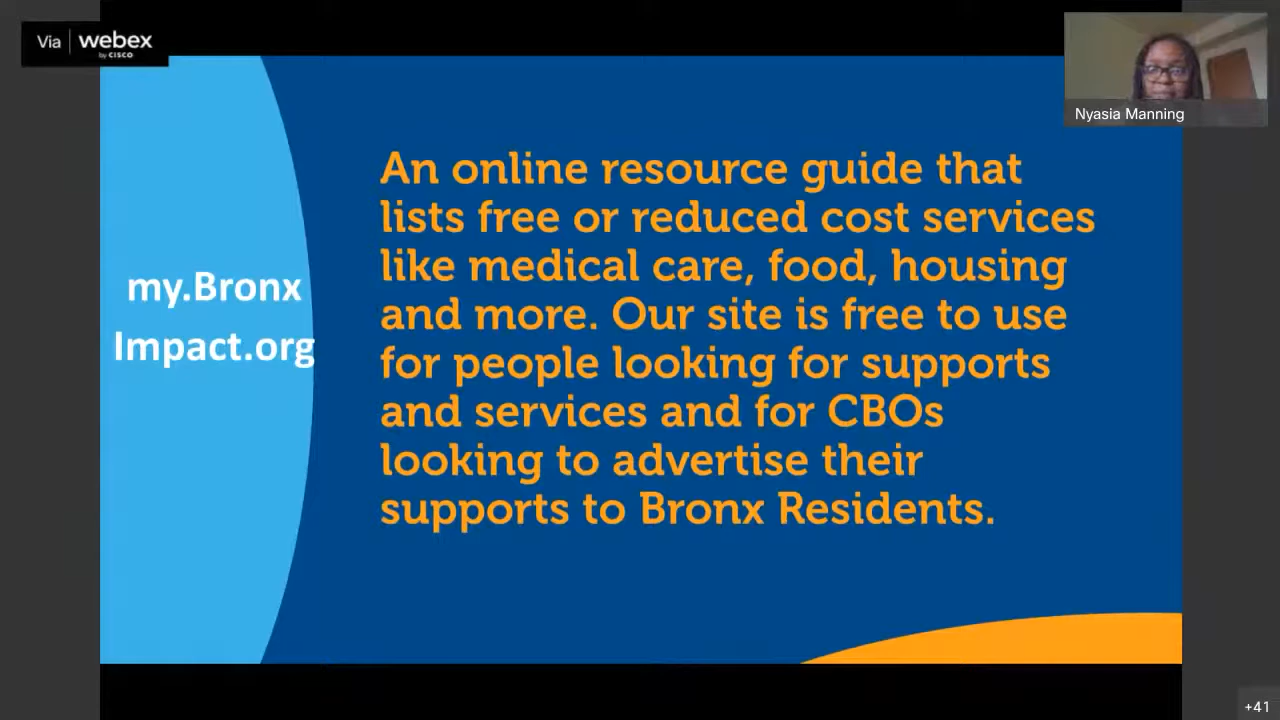 Via webex
by CISCO
Nyasia Manning
my.Bronx
Impact.org
An online resource guide that
lists free or reduced cost services
like medical care, food, housing
and more. Our site is free to use
for people looking for supports
and services and for CBOs
looking to advertise their
supports to Bronx Residents.
+41